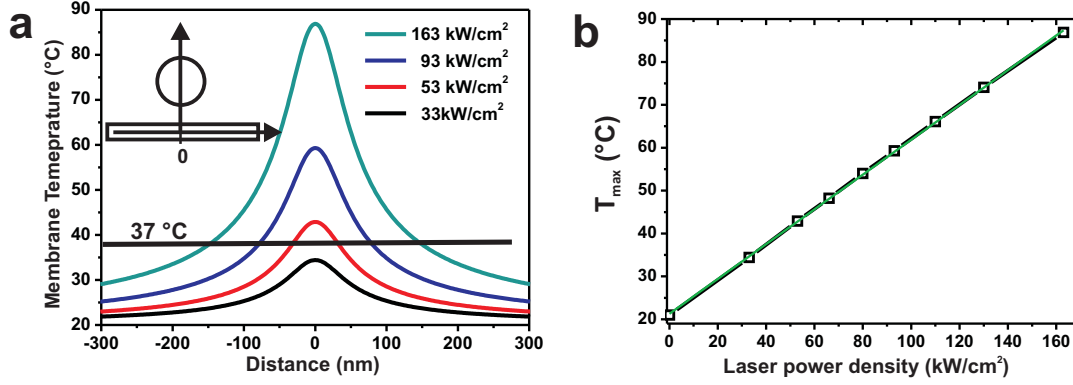 a
Membrane Temeprature (°C)
90
80
70
60
50
40
30
20
-300 -200 -100 0 100 200 300
Distance (nm)
163 kW/cm²
93 kW/cm²
53 kW/cm²
33kW/cm²
0
37 °C
b
Tmax (°C)
90
80
70
60
50
40
30
20
0 20 40 60 80 100 120 140 160
Laser power density (kW/cm²)